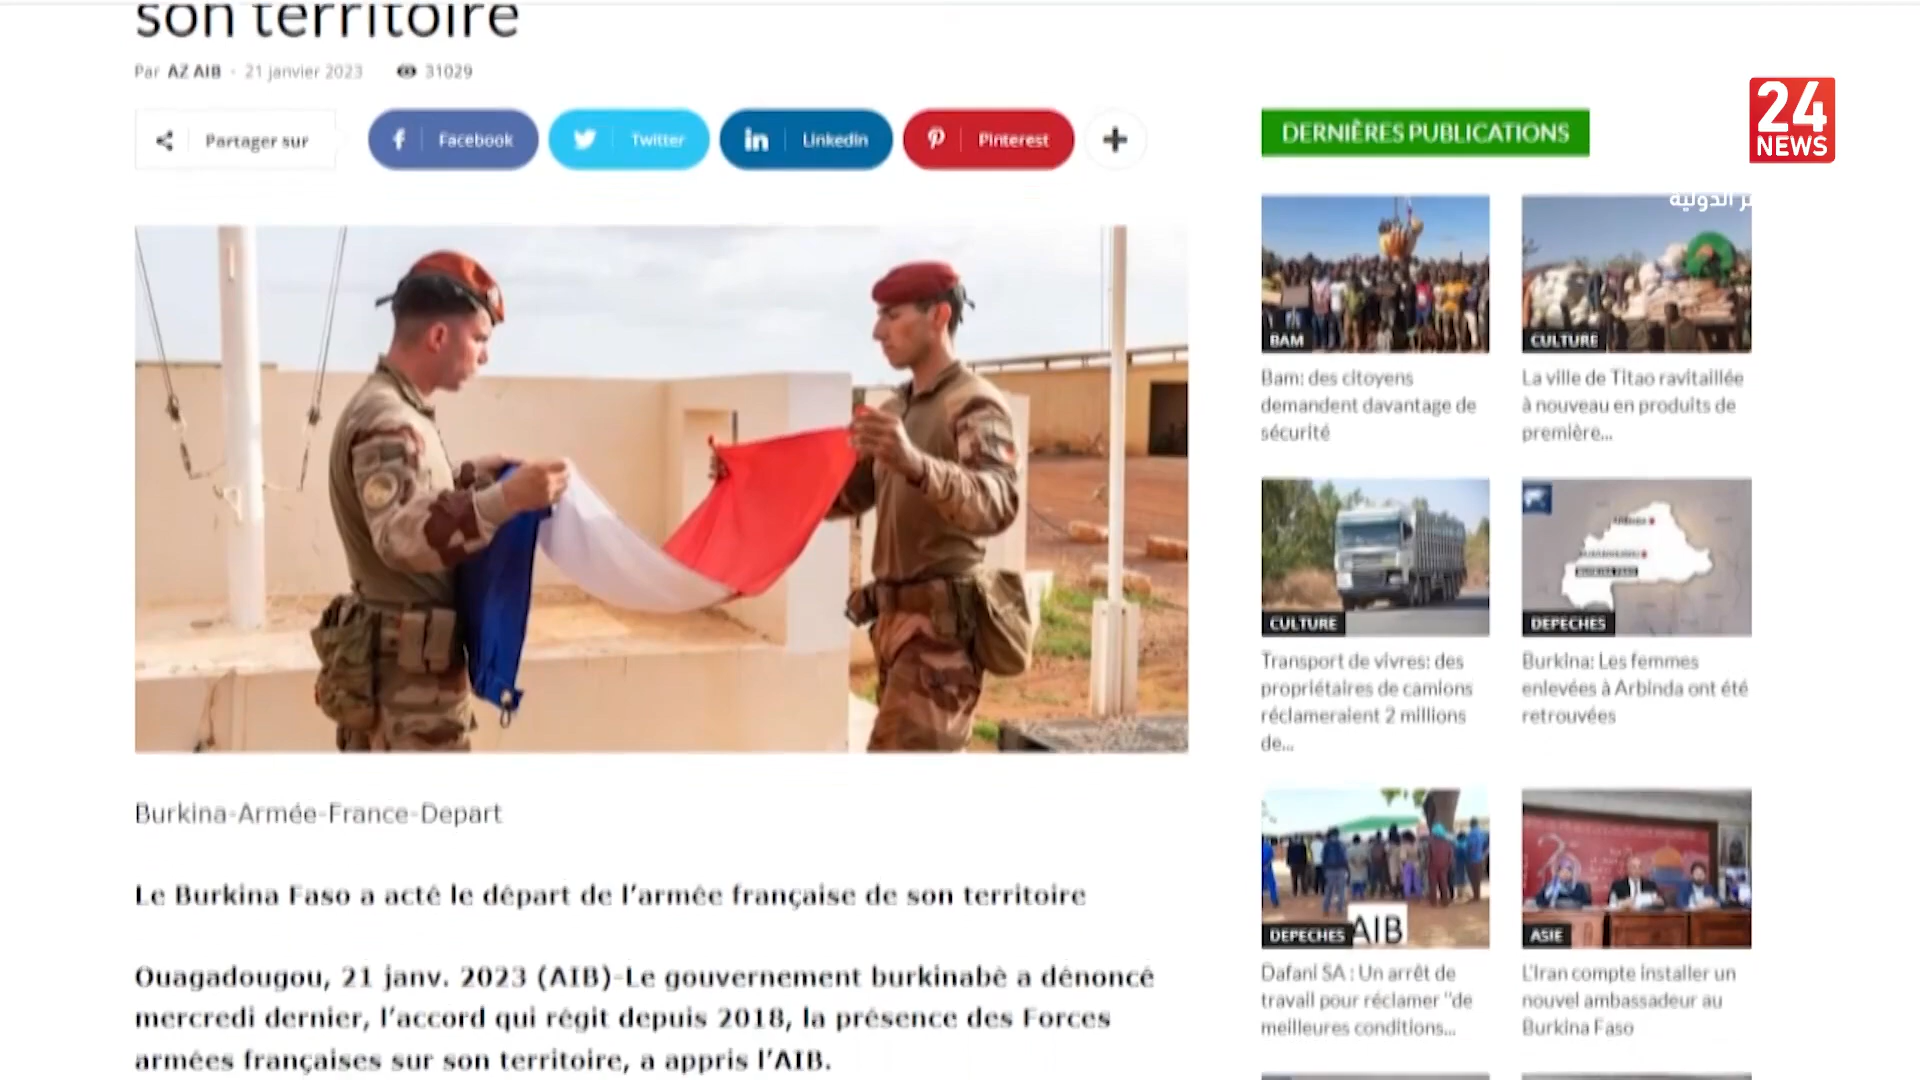 son territoire
Par AZ AIB - 21 janvier 2023 31029
Partager sur
Facebook
Twitter
Linkedin
Pinterest
DERNIÈRES PUBLICATIONS
24
NEWS
الدولية
BAM
Bam: des citoyens
demandent davantage de
sécurité
CULTURE
La ville de Titao ravitaillée
à nouveau en produits de
première...
CULTURE
Transport de vivres: des
propriétaires de camions
réclameraient 2 millions
de...
DEPECHES
Burkina: Les femmes
enlevées à Arbinda ont été
retrouvées
AIB
DEPECHES
Dafani SA : Un arrêt de
travail pour réclamer "de
meilleures conditions...
ASIE
L'Iran compte installer un
nouvel ambassadeur au
Burkina Faso
Burkina-Armée-France-Depart
Le Burkina Faso a acté le départ de l'armée française de son territoire
Ouagadougou, 21 janv. 2023 (AIB)-Le gouvernement burkinabè a dénoncé
mercredi dernier, l'accord qui régit depuis 2018, la présence des Forces
armées françaises sur son territoire, a appris l'AIB.